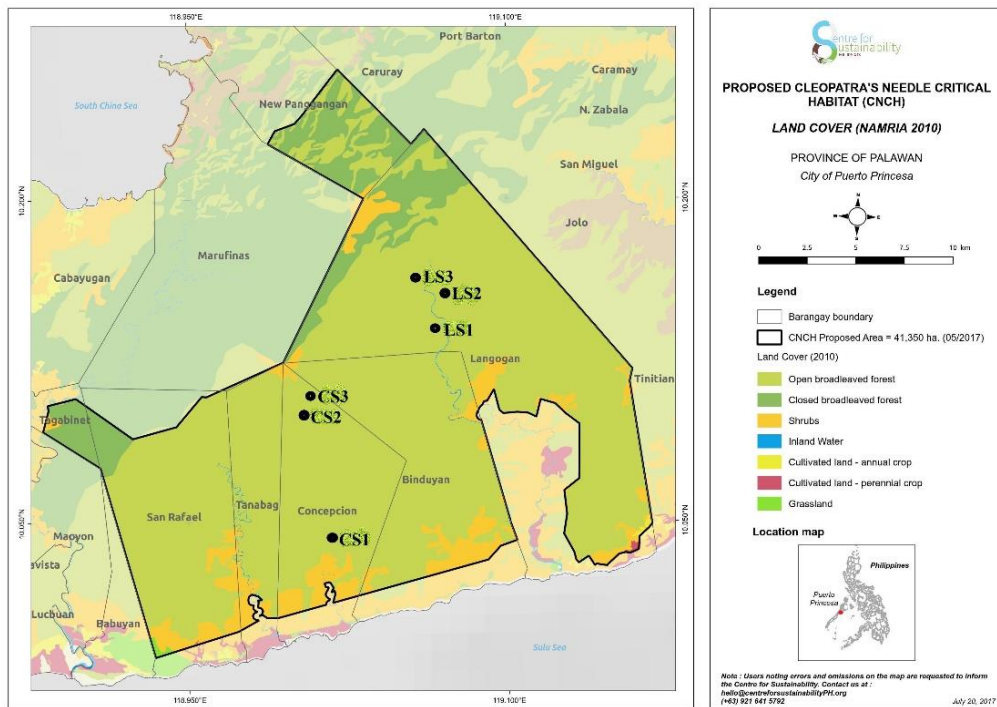 118.950°E
119.100°E
Port Barton
Caruray
Caramay
South China Sea
New Panggangan
N. Zabala
San Miguel
10.200°N
10.200°N
Jolo
Marufinas
Cabayugan
LS3
LS2
LS1
Langogan
Tinitian
CS3
CS2
Tagabinet
Binduyan
Tanabag
San Rafael
Concepcion
10.050°N
10.050°N
Maoyon
CS1
avista
Lucbuan
Babuyan
Sulu Sea
118.950°E
119.100°E
Centre for
Sustainability
PROPOSED CLEOPATRA'S NEEDLE CRITICAL
HABITAT (CNCH)
LAND COVER (NAMRIA 2010)
PROVINCE OF PALAWAN
City of Puerto Princesa
N
W
E
S
0 2.5 5 7.5 10 km
Legend
Barangay boundary
CNCH Proposed Area = 41,350 ha. (05/2017)
Land Cover (2010)
Open broadleaved forest
Closed broadleaved forest
Shrubs
Inland Water
Cultivated land - annual crop
Cultivated land - perennial crop
Grassland
Location map
Philippines
Puerto
Princesa
Note : Users noting errors and emissions on the map are requested to inform
the Centre for Sustainability. Contact us at :
hello@centreforsustainabilityPH.org
(+63) 921 641 5792
July 20, 2017